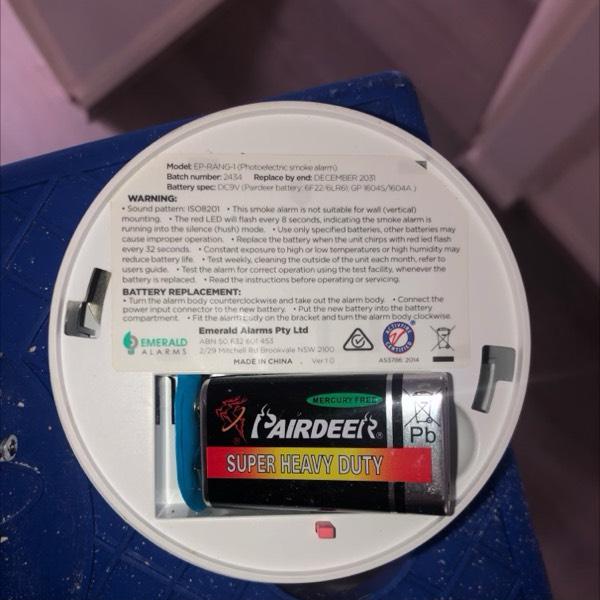 Model: EP-RANG-1 (Photoelectric smoke alarm)
Batch number: 2434 Replace by end: DECEMBER 2031
Battery spec: DC9V (Pairdeer battery: 6F22/6LR61, GP 1604S/1604A)
WARNING:
• Sound pattern: ISO8201 • This smoke alarm is not suitable for wall (vertical)
mounting. • The red LED will flash every 8 seconds, indicating the smoke alarm is
running into the silence (hush) mode. • Use only specified batteries, other batteries may
cause improper operation. • Replace the battery when the unit chirps with red led flash
every 32 seconds. • Constant exposure to high or low temperatures or high humidity may
reduce battery life. • Test weekly, cleaning the outside of the unit each month, refer to
users guide. • Test the alarm for correct operation using the test facility, whenever the
battery is replaced. • Read the instructions before operating or servicing.
BATTERY REPLACEMENT:
• Turn the alarm body counterclockwise and take out the alarm body. • Connect the
power input connector to the new battery. • Put the new battery into the battery
compartment. • Fit the alarm body on the bracket and turn the alarm body clockwise.
EMERALD
ALARMS
Emerald Alarms Pty Ltd
ABN 50 632 601 453
2/29 Mitchell Rd Brookvale NSW 2100
MADE IN CHINA Ver 1.0
ACTIVFIRE
CERTIFIED
AS3786: 2014
MERCURY FREE
PAIRDEER®
SUPER HEAVY DUTY
Pb